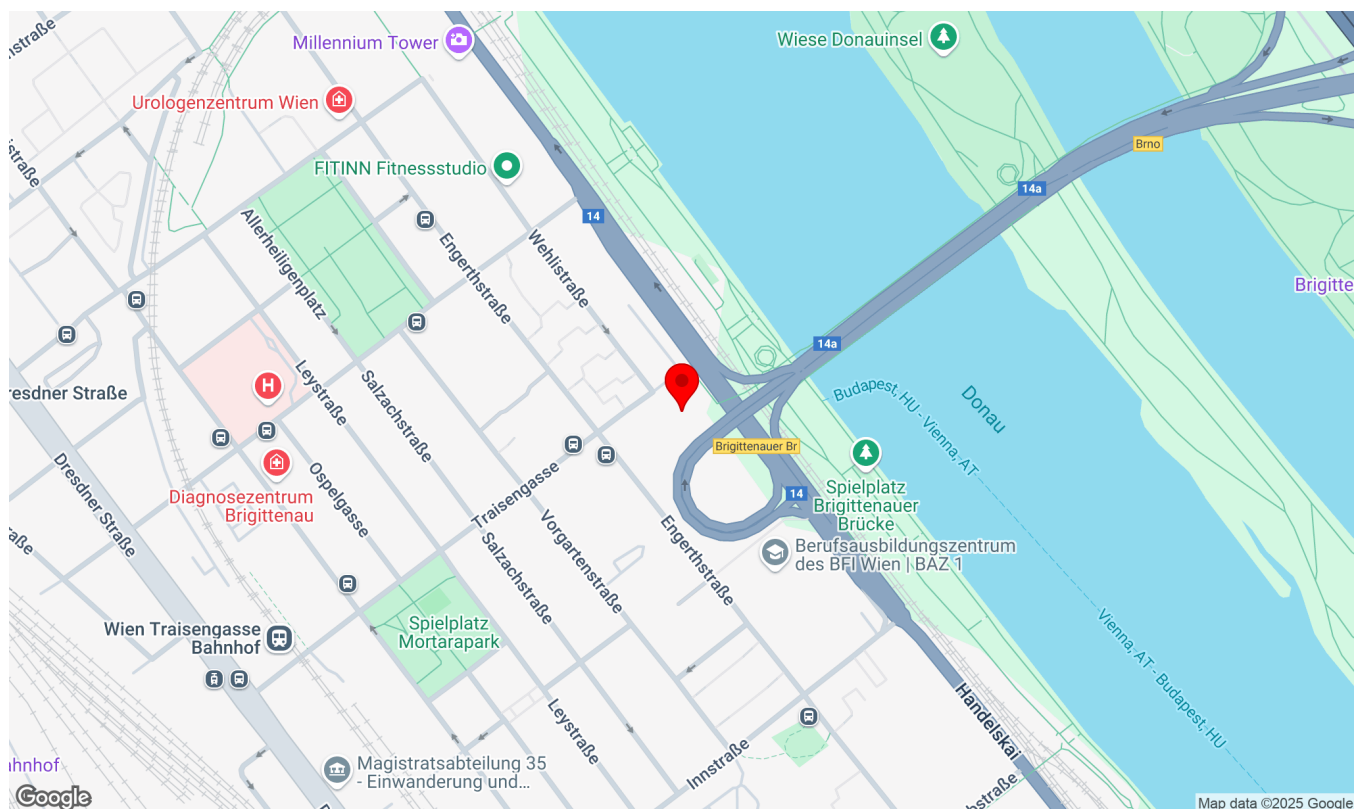 nstraße
Millennium Tower
Wiese Donauinsel
Urologenzentrum Wien
Brno
FITINN Fitnessstudio
14a
14
Allerheiligenplatz
Engerthstraße
Wehlistraße
Brigitte
14a
Dresdner Straße
H
Leystraße
Salzachstraße
Budapest, HU - Vienna, AT
Donau
Brigittenauer Br
Diagnosezentrum
Brigittenau
Dresdner Straße
Ospelgasse
Traisengasse
14
Spielplatz
Brigittenauer
Brücke
Vorgartenstraße
Engerthstraße
Salzachstraße
Berufsausbildungszentrum
des BFI Wien | BAZ 1
Wien Traisengasse
Bahnhof
Spielplatz
Mortarapark
Vienna, AT - Budapest, HU
Leystraße
Handelskai
Innstraße
Magistratsabteilung 35
- Einwanderung und...
hnhof
Google
Map data ©2025 Google